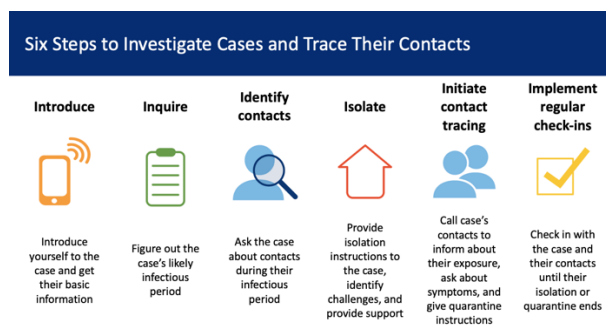 Six Steps to Investigate Cases and Trace Their Contacts
Introduce
Inquire
Identify
contacts
Isolate
Initiate
contact
tracing
Implement
regular
check-ins
Introduce
yourself to the
case and get
their basic
information
Figure out the
case's likely
infectious
period
Ask the case
about contacts
during their
infectious
period
Provide
isolation
instructions to
the case,
identify
challenges, and
provide support
Call case's
contacts to
inform about
their exposure,
ask about
symptoms, and
give quarantine
instructions
Check in with
the case and
their contacts
until their
isolation or
quarantine ends